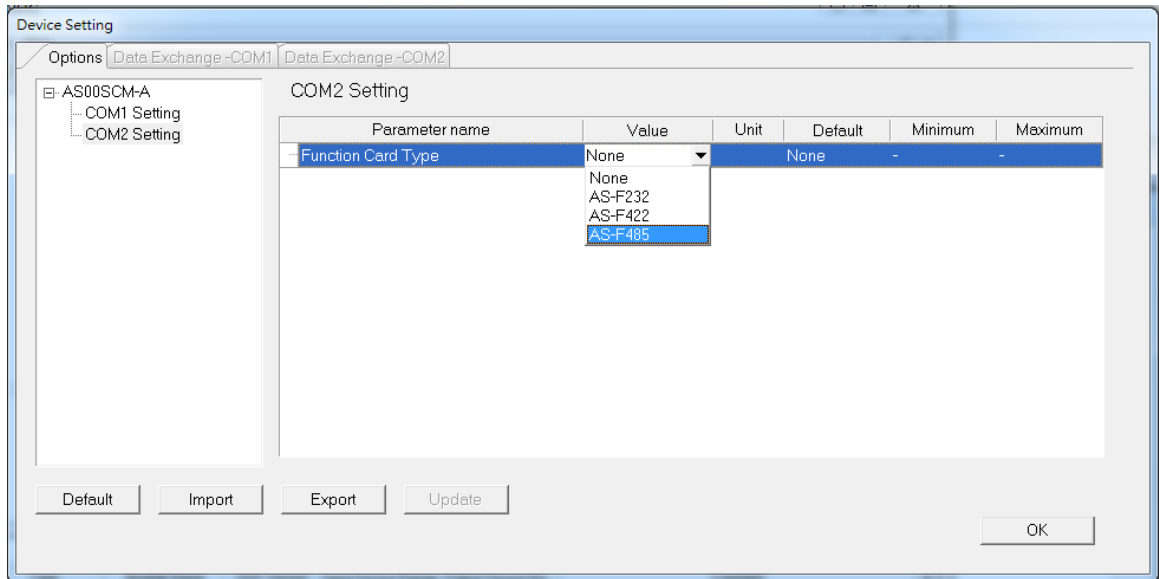 Device Setting
Options Data Exchange -COM1 Data Exchange -COM2
AS00SCM-A
COM1 Setting
COM2 Setting
COM2 Setting
Parameter name Value Unit Default Minimum Maximum
Function Card Type None None - -
None
AS-F232
AS-F422
AS-F485
Default Import Export Update
OK